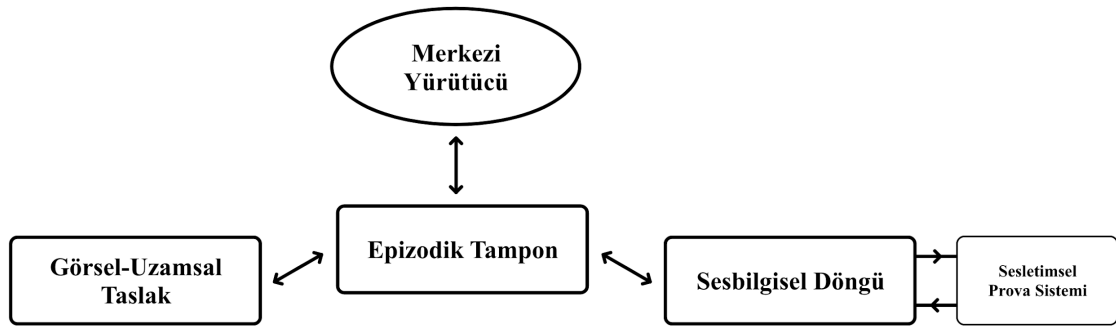 Merkezi
Yürütücü
Epizodik Tampon
Görsel-Uzamsal
Taslak
Sesbilgisel Döngü
Sesletimsel
Prova Sistemi